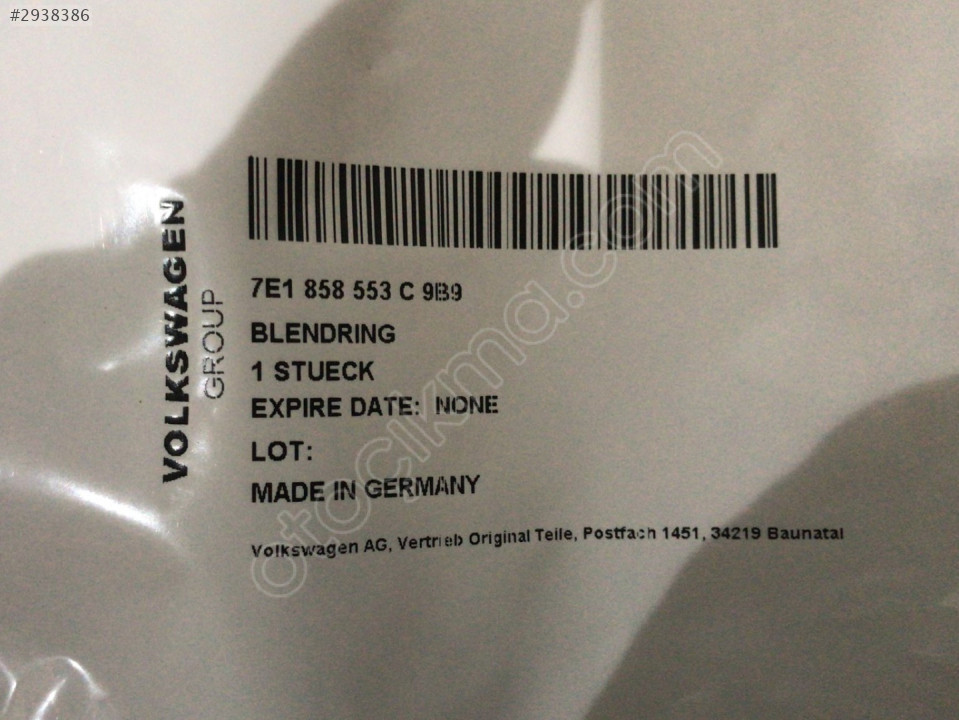 #2938386
VOLKSWAGEN
GROUP
7E1 858 553 C 9B9
BLENDRING
1 STUECK
EXPIRE DATE: NONE
LOT:
MADE IN GERMANY
Volkswagen AG, Vertrieb Original Teile, Postfach 1451, 34219 Baunatal
otocikma.com